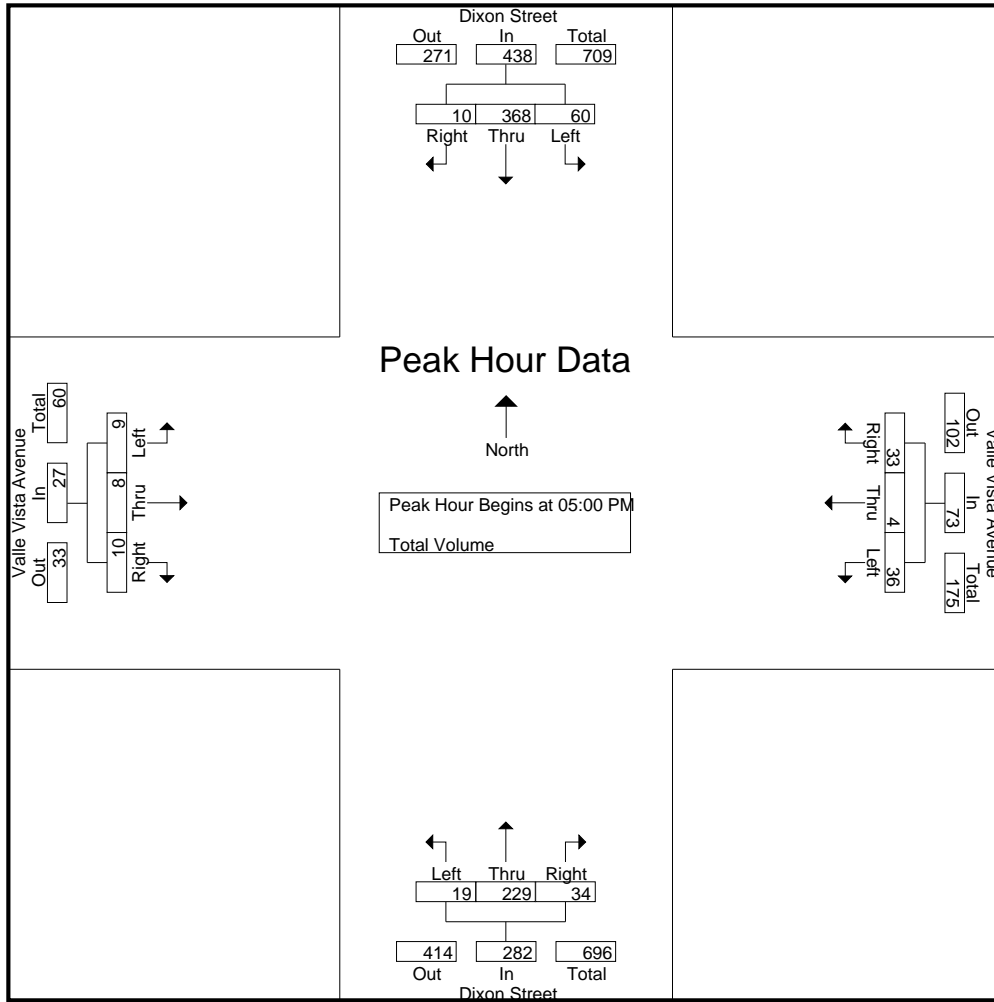 Dixon Street
Out In Total
271 438 709
10 368 60
Right Thru Left
Peak Hour Data
North
Peak Hour Begins at 05:00 PM
Total Volume
Valle Vista Avenue
Total In Out
60 27 33
9 8 10
Left Thru Right
Right Thru Left
33 4 36
Out In Total
102 73 175
Valle Vista Avenue
Left Thru Right
19 229 34
414 282 696
Out In Total
Dixon Street